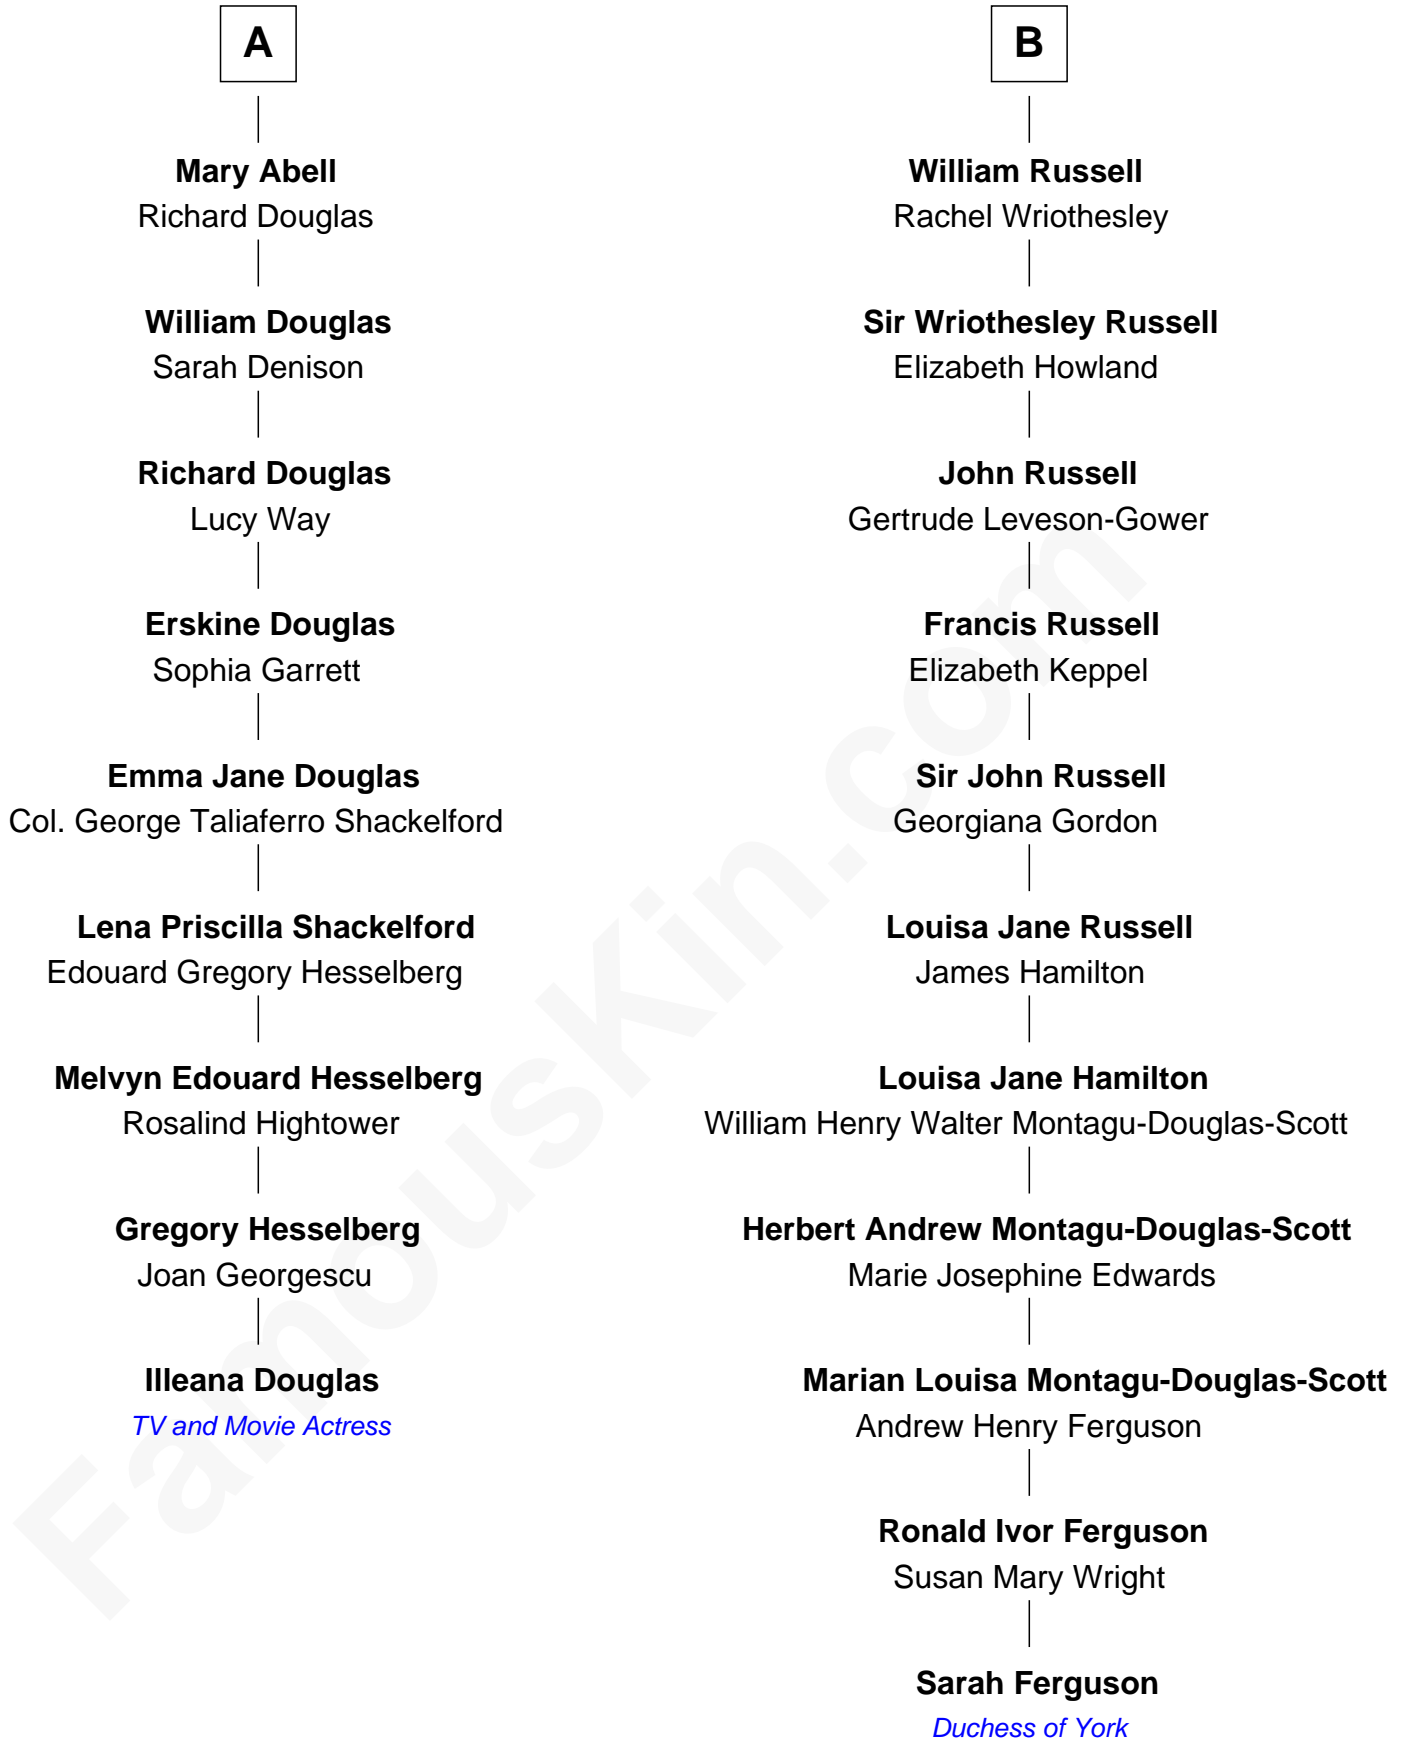 A
Mary Abell
Richard Douglas
William Douglas
Sarah Denison
Richard Douglas
Lucy Way
Erskine Douglas
Sophia Garrett
Emma Jane Douglas
Col. George Taliaferro Shackelford
Lena Priscilla Shackelford
Edouard Gregory Hesselberg
Melvyn Edouard Hesselberg
Rosalind Hightower
Gregory Hesselberg
Joan Georgescu
Illeana Douglas
TV and Movie Actress
B
William Russell
Rachel Wriothesley
Sir Wriothesley Russell
Elizabeth Howland
John Russell
Gertrude Leveson-Gower
Francis Russell
Elizabeth Keppel
Sir John Russell
Georgiana Gordon
Louisa Jane Russell
James Hamilton
Louisa Jane Hamilton
William Henry Walter Montagu-Douglas-Scott
Herbert Andrew Montagu-Douglas-Scott
Marie Josephine Edwards
Marian Louisa Montagu-Douglas-Scott
Andrew Henry Ferguson
Ronald Ivor Ferguson
Susan Mary Wright
Sarah Ferguson
Duchess of York
FamousKin.com